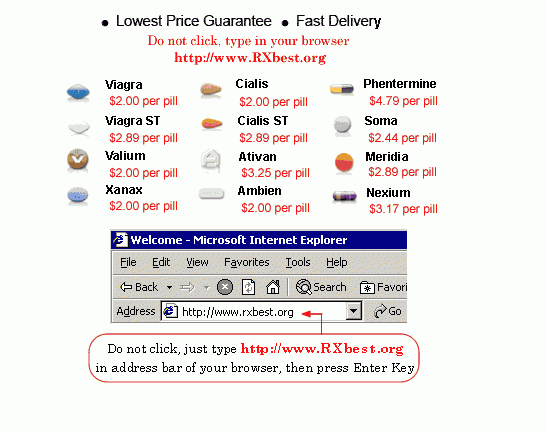 ● Lowest Price Guarantee ● Fast Delivery
Do not click, type in your browser
http://www.RXbest.org
Viagra
$2.00 per pill
Cialis
$2.00 per pill
Phentermine
$4.79 per pill
Viagra ST
$2.89 per pill
Cialis ST
$2.89 per pill
Soma
$2.44 per pill
Valium
$2.00 per pill
Ativan
$3.25 per pill
Meridia
$2.89 per pill
Xanax
$2.00 per pill
Ambien
$2.00 per pill
Nexium
$3.17 per pill
Welcome - Microsoft Internet Explorer
File Edit View Favorites Tools Help
Back Search Favori
Address http://www.rxbest.org Go
Do not click, just type http://www.RXbest.org
in address bar of your browser, then press Enter Key